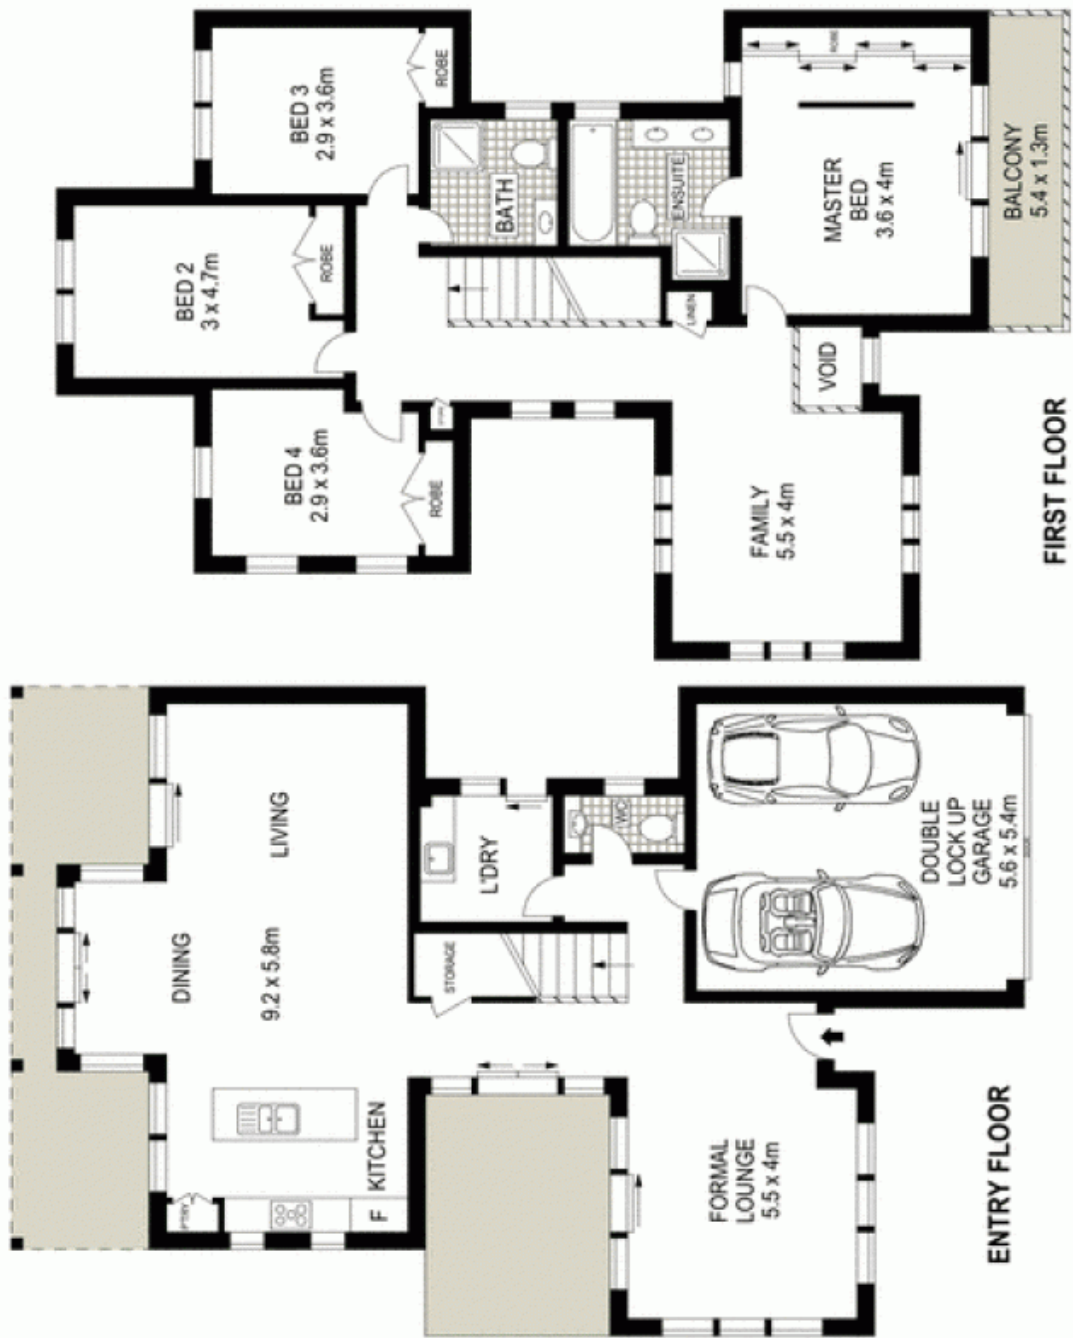 BED 3
2.9 x 3.6m
ROBE
BED 2
3 x 4.7m
ROBE
BED 4
2.9 x 3.6m
ROBE
BATH
ENSUITE
LINEN
ROBE
MASTER
BED
3.6 x 4m
BALCONY
5.4 x 1.3m
VOID
FAMILY
5.5 x 4m
FIRST FLOOR
LIVING
DINING
9.2 x 5.8m
KITCHEN
PTRY
F
L'DRY
WC
STORAGE
DOUBLE
LOCK UP
GARAGE
5.6 x 5.4m
FORMAL
LOUNGE
5.5 x 4m
ENTRY FLOOR